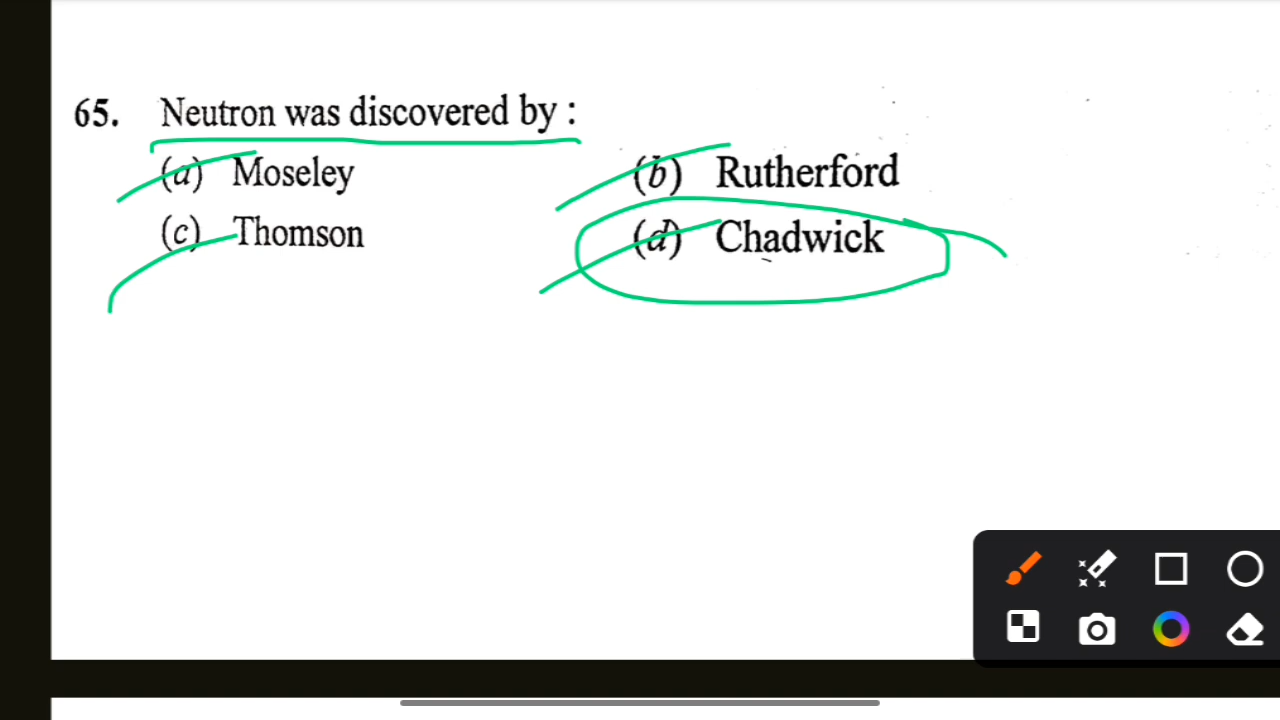 65. Neutron was discovered by :
(a) Moseley (b) Rutherford
(c) Thomson (d) Chadwick